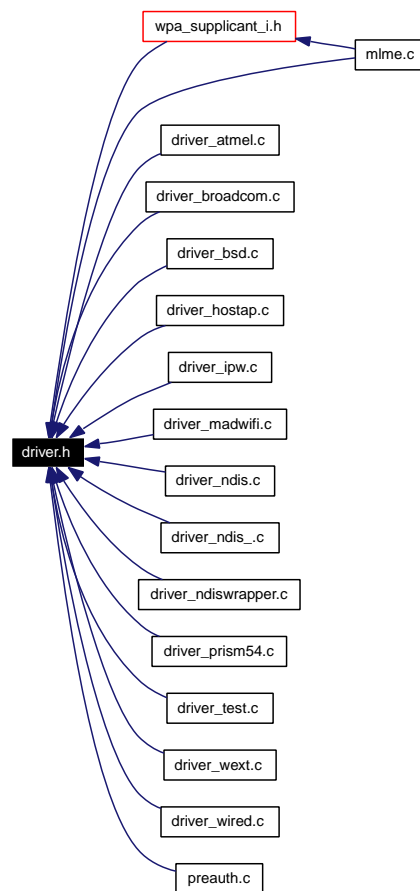 wpa_supplicant_i.h
mlme.c
driver_atmel.c
driver_broadcom.c
driver_bsd.c
driver_hostap.c
driver_ipw.c
driver_madwifi.c
driver.h
driver_ndis.c
driver_ndis_.c
driver_ndiswrapper.c
driver_prism54.c
driver_test.c
driver_wext.c
driver_wired.c
preauth.c